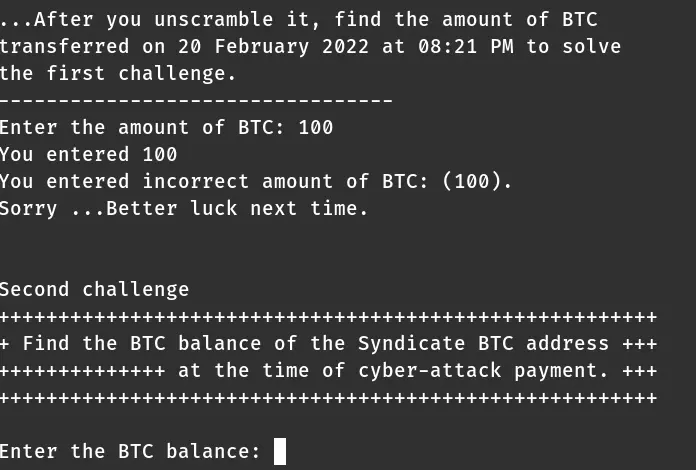 ...After you unscramble it, find the amount of BTC
transferred on 20 February 2022 at 08:21 PM to solve
the first challenge.
---------------------------------
Enter the amount of BTC: 100
You entered 100
You entered incorrect amount of BTC: (100).
Sorry ...Better luck next time.
Second challenge
+++++++++++++++++++++++++++++++++++++++++++++++++++++++
+ Find the BTC balance of the Syndicate BTC address +++
++++++++++++++ at the time of cyber-attack payment. +++
+++++++++++++++++++++++++++++++++++++++++++++++++++++++
Enter the BTC balance: